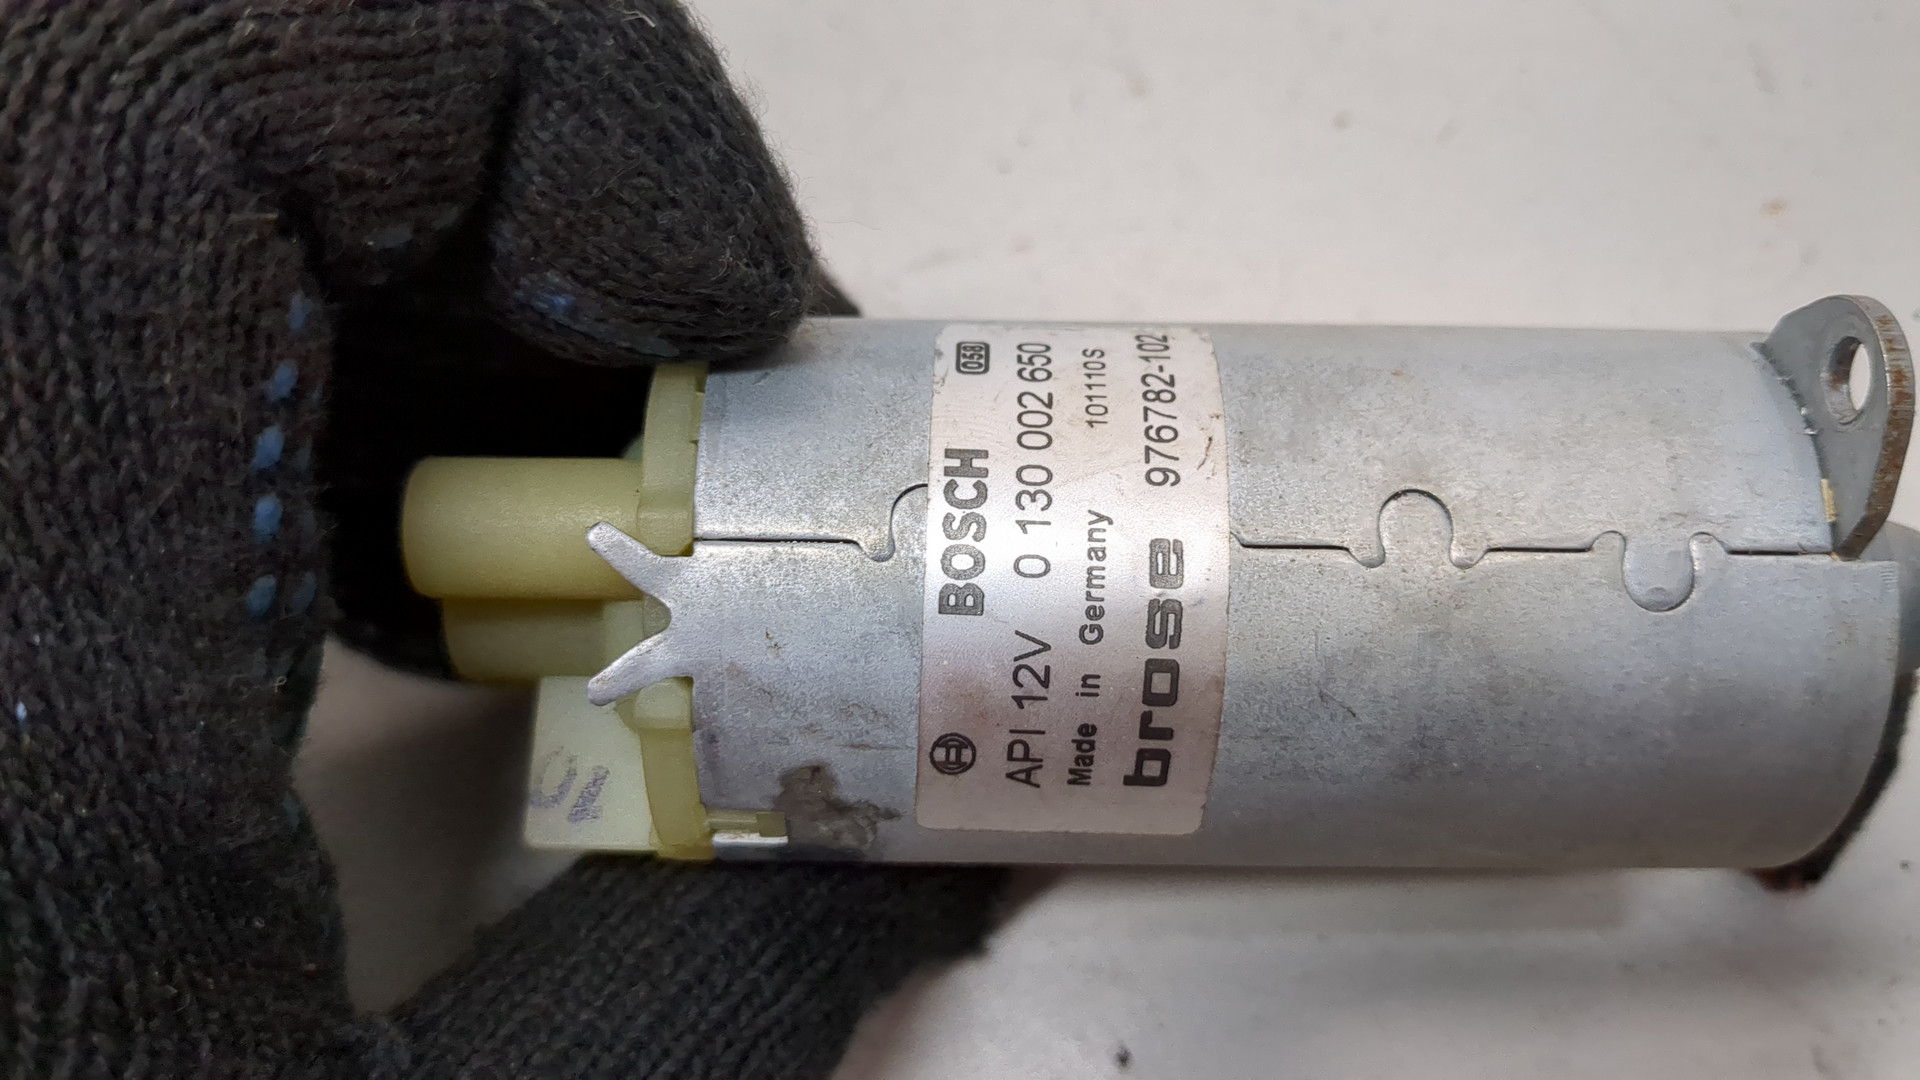 058
BOSCH
API 12V 0 130 002 650
Made in Germany 101110S
brose 976782-102